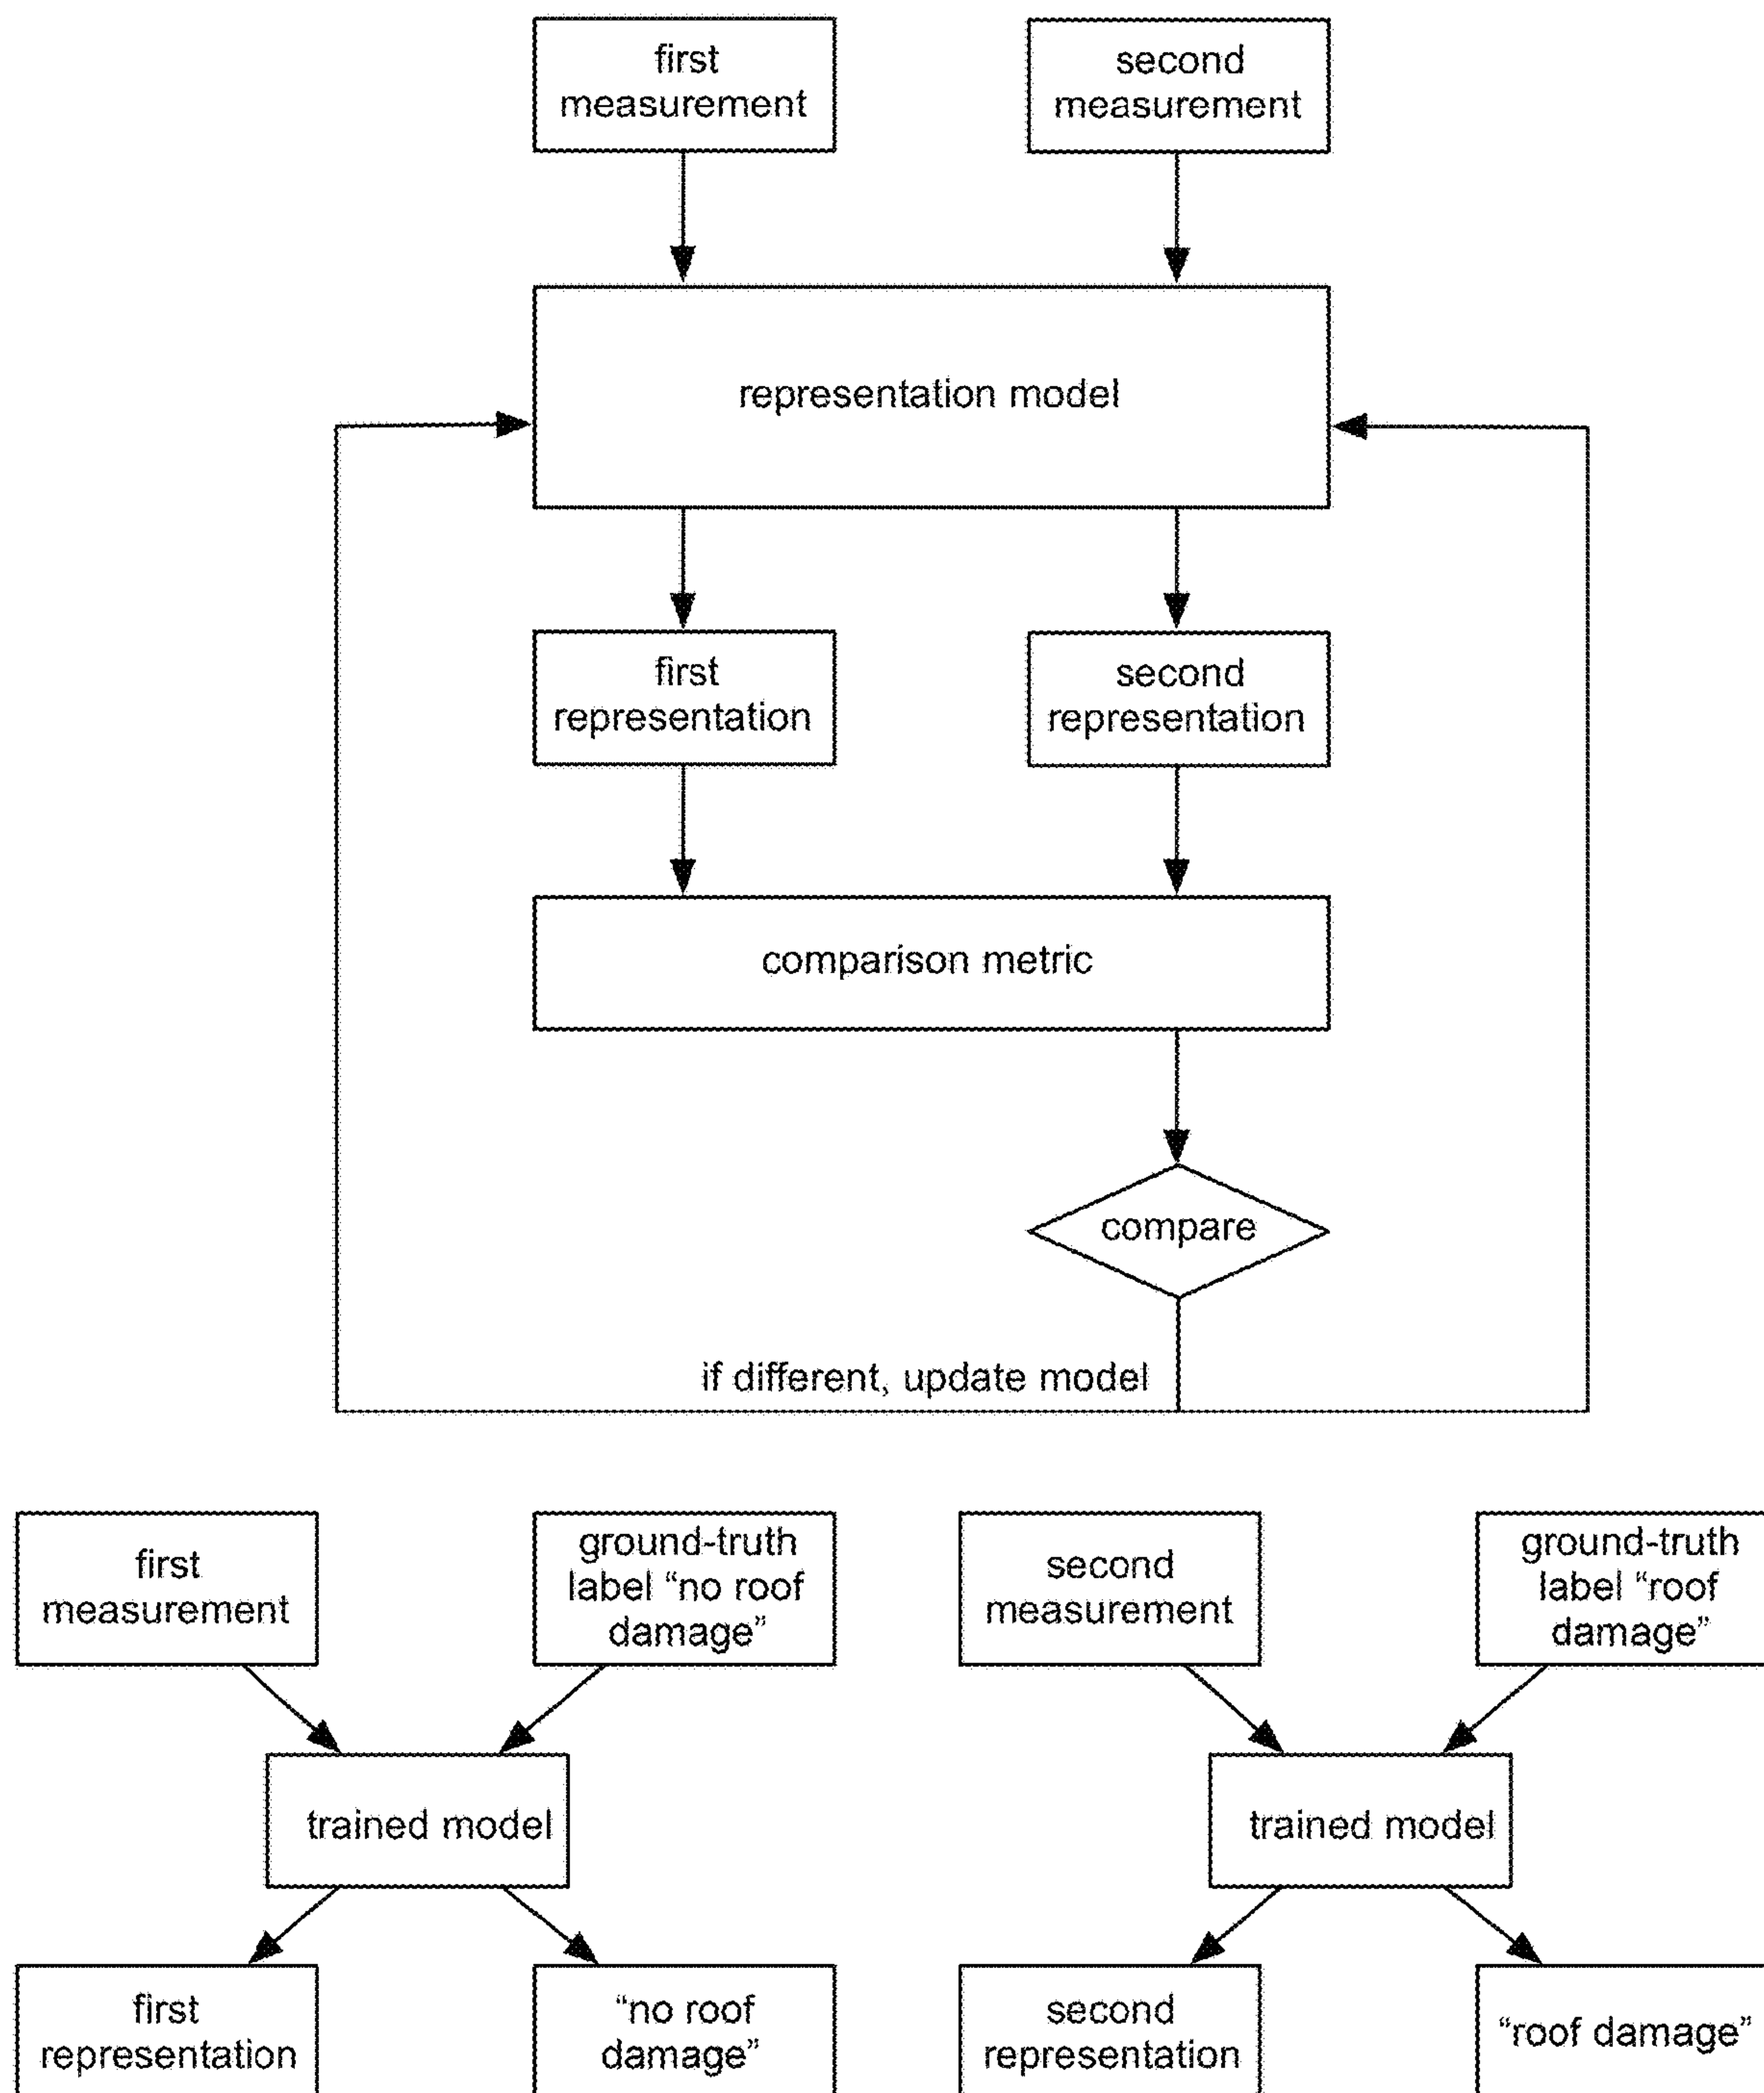 first
measurement
second
measurement
representation model
first
representation
second
representation
comparison metric
compare
if different, update model
first
measurement
ground-truth
label “no roof
damage”
second
measurement
ground-truth
label “roof
damage”
trained model
trained model
first
representation
“no roof
damage”
second
representation
“roof damage”